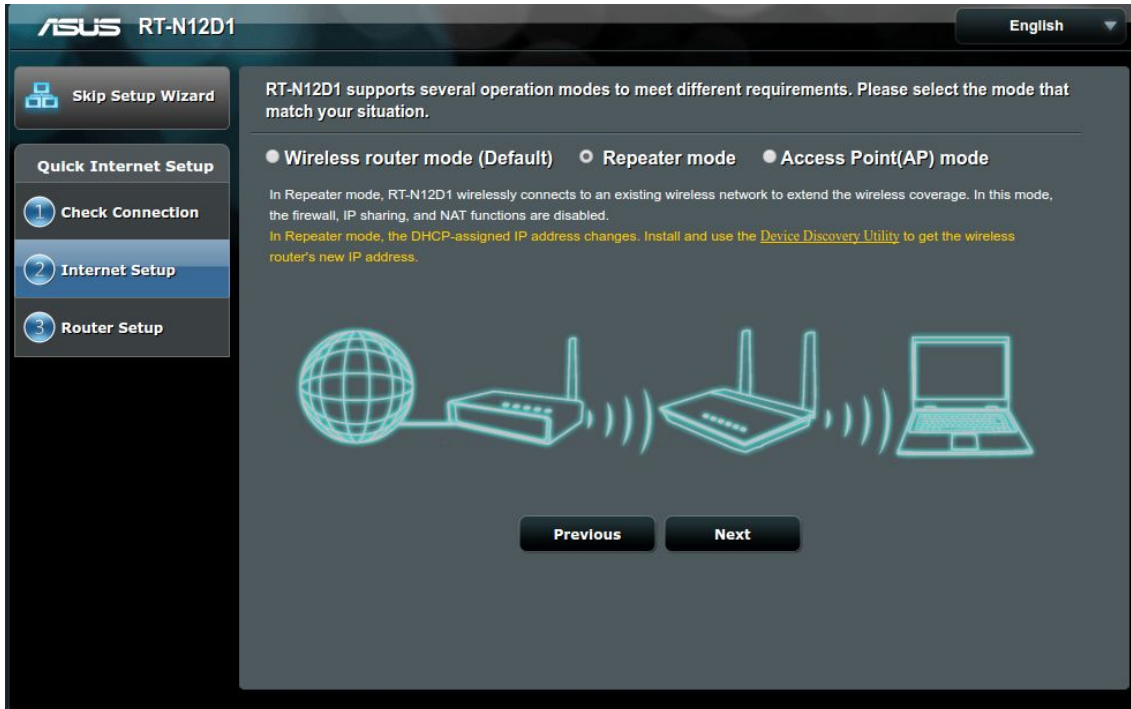 ASUS RT-N12D1
English
Skip Setup Wizard
Quick Internet Setup
1 Check Connection
2 Internet Setup
3 Router Setup
RT-N12D1 supports several operation modes to meet different requirements. Please select the mode that
match your situation.
Wireless router mode (Default) Repeater mode Access Point(AP) mode
In Repeater mode, RT-N12D1 wirelessly connects to an existing wireless network to extend the wireless coverage. In this mode,
the firewall, IP sharing, and NAT functions are disabled.
In Repeater mode, the DHCP-assigned IP address changes. Install and use the Device Discovery Utility to get the wireless
router's new IP address.
Previous Next